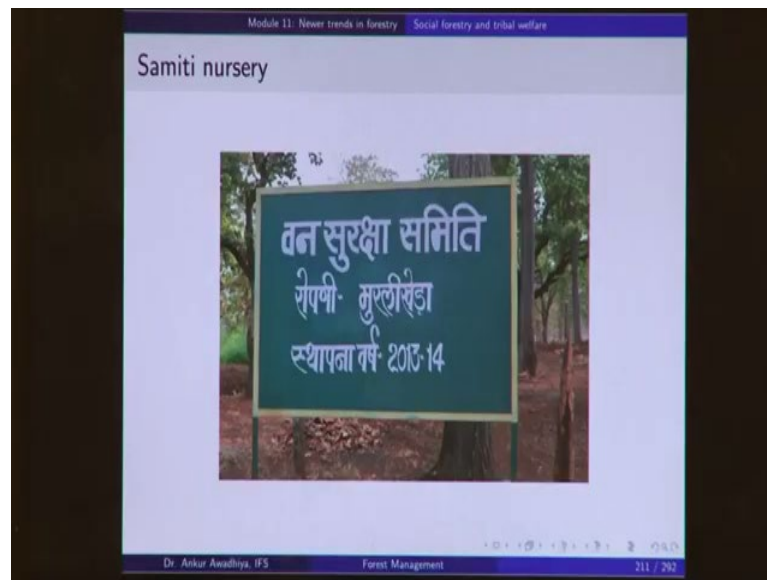 Module 11: Newer trends in forestry Social forestry and tribal welfare
Samiti nursery
वन सुरक्षा समिति
रोपणी- मुरलीखेड़ा
स्थापना वर्ष- 2013-14
Dr. Ankur Awadhiya, IFS Forest Management 211 / 292